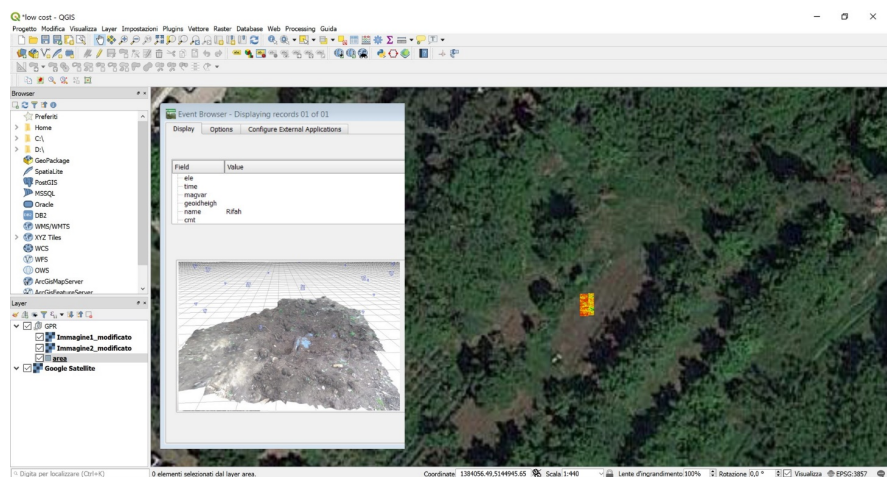 *low cost - QGIS
Progetto Modifica Visualizza Layer Impostazioni Plugins Vettore Raster Database Web Processing Guida
Browser
Preferiti
Home
C:\
D:\
GeoPackage
SpatiaLite
PostGIS
MSSQL
Oracle
DB2
WMS/WMTS
XYZ Tiles
WCS
WFS
OWS
ArcGisMapServer
ArcGisFeatureServer
Layer
GPR
Immagine1_modificato
Immagine2_modificato
area
Google Satellite
Event Browser - Displaying records 01 of 01
Display Options Configure External Applications
Field Value
ele
time
magvar
geoidheigh
name Rifah
cmt
Digita per localizzare (Ctrl+K) 0 elementi selezionati dal layer area. Coordinate 1384056.49,5144945.65 Scala 1:440 Lente d'ingrandimento 100% Rotazione 0,0 ° Visualizza EPSG:3857